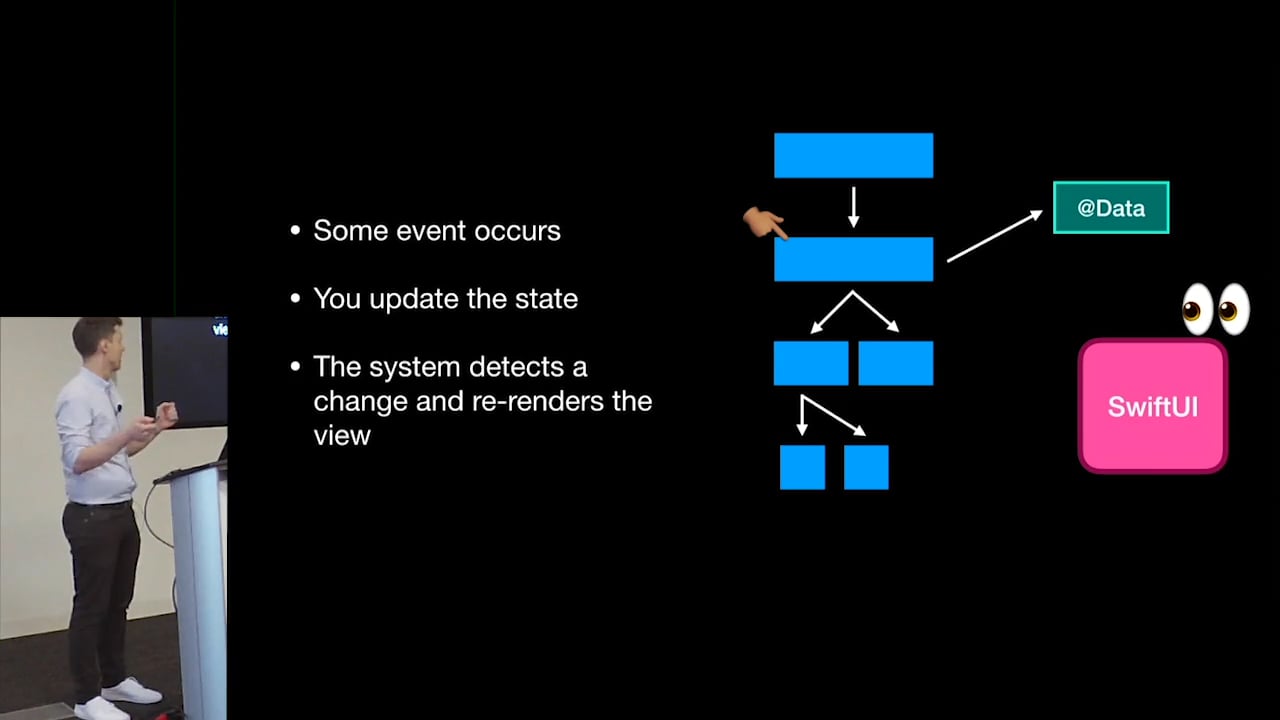 • Some event occurs
• You update the state
• The system detects a
change and re-renders the
view
@Data
SwiftUI